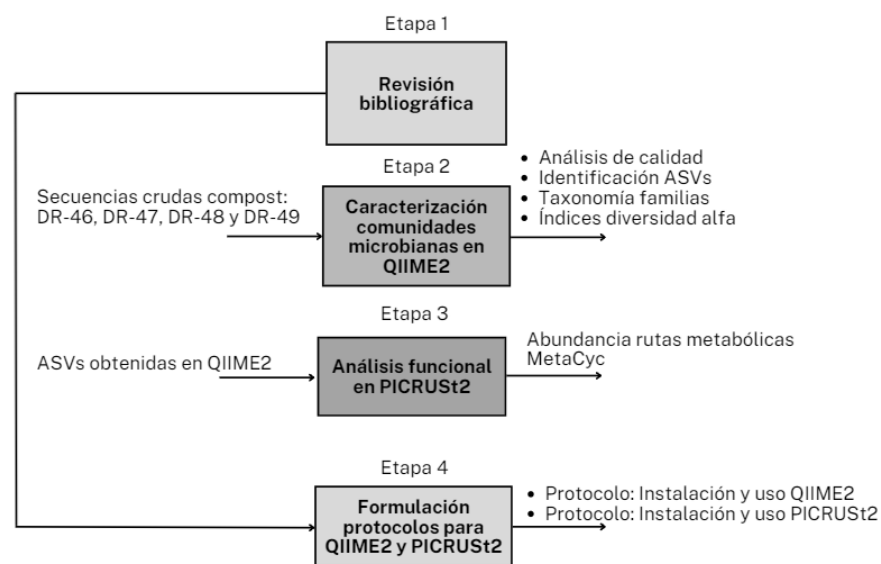 Etapa 1
Revisión
bibliográfica
Etapa 2
Secuencias crudas compost:
DR-46, DR-47, DR-48 y DR-49
Caracterización
comunidades
microbianas en
QIIME2
• Análisis de calidad
• Identificación ASVs
• Taxonomía familias
• Índices diversidad alfa
Etapa 3
ASVs obtenidas en QIIME2
Análisis funcional
en PICRUSt2
Abundancia rutas metabólicas
MetaCyc
Etapa 4
Formulación
protocolos para
QIIME2 y PICRUSt2
• Protocolo: Instalación y uso QIIME2
• Protocolo: Instalación y uso PICRUSt2